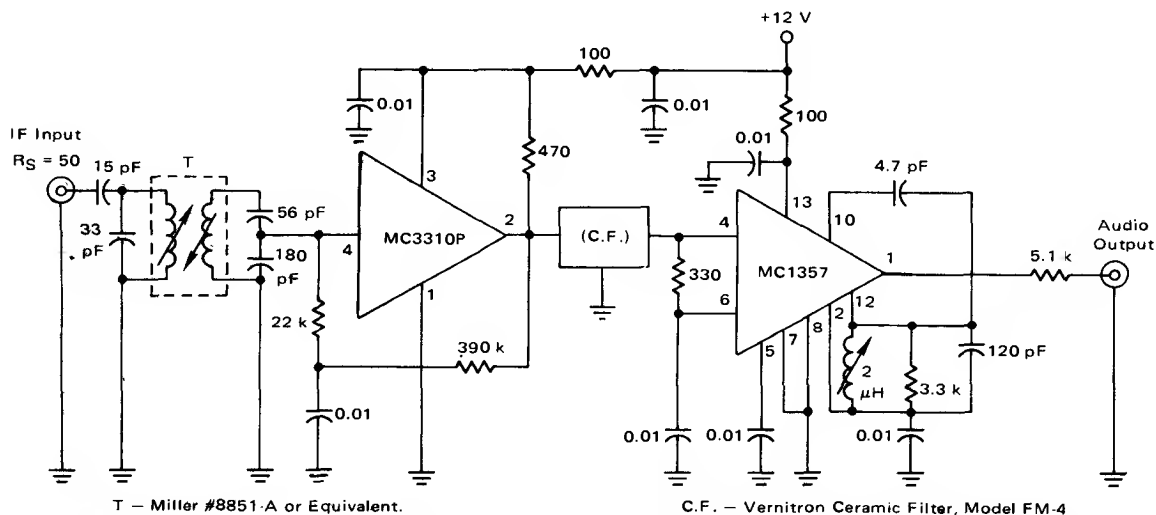 +12 V
100
0.01
0.01
100
IF Input
RS = 50
15 pF
T
470
0.01
4.7 pF
33
pF
56 pF
180
pF
3
4
MC3310P
2
1
(C.F.)
13
10
4
MC1357
1
6
12
2
8
7
5
Audio
Output
5.1 k
330
22 k
390 k
0.01
2
μH
3.3 k
120 pF
0.01
0.01
0.01
T – Miller #8851-A or Equivalent.
C.F. – Vernitron Ceramic Filter, Model FM-4